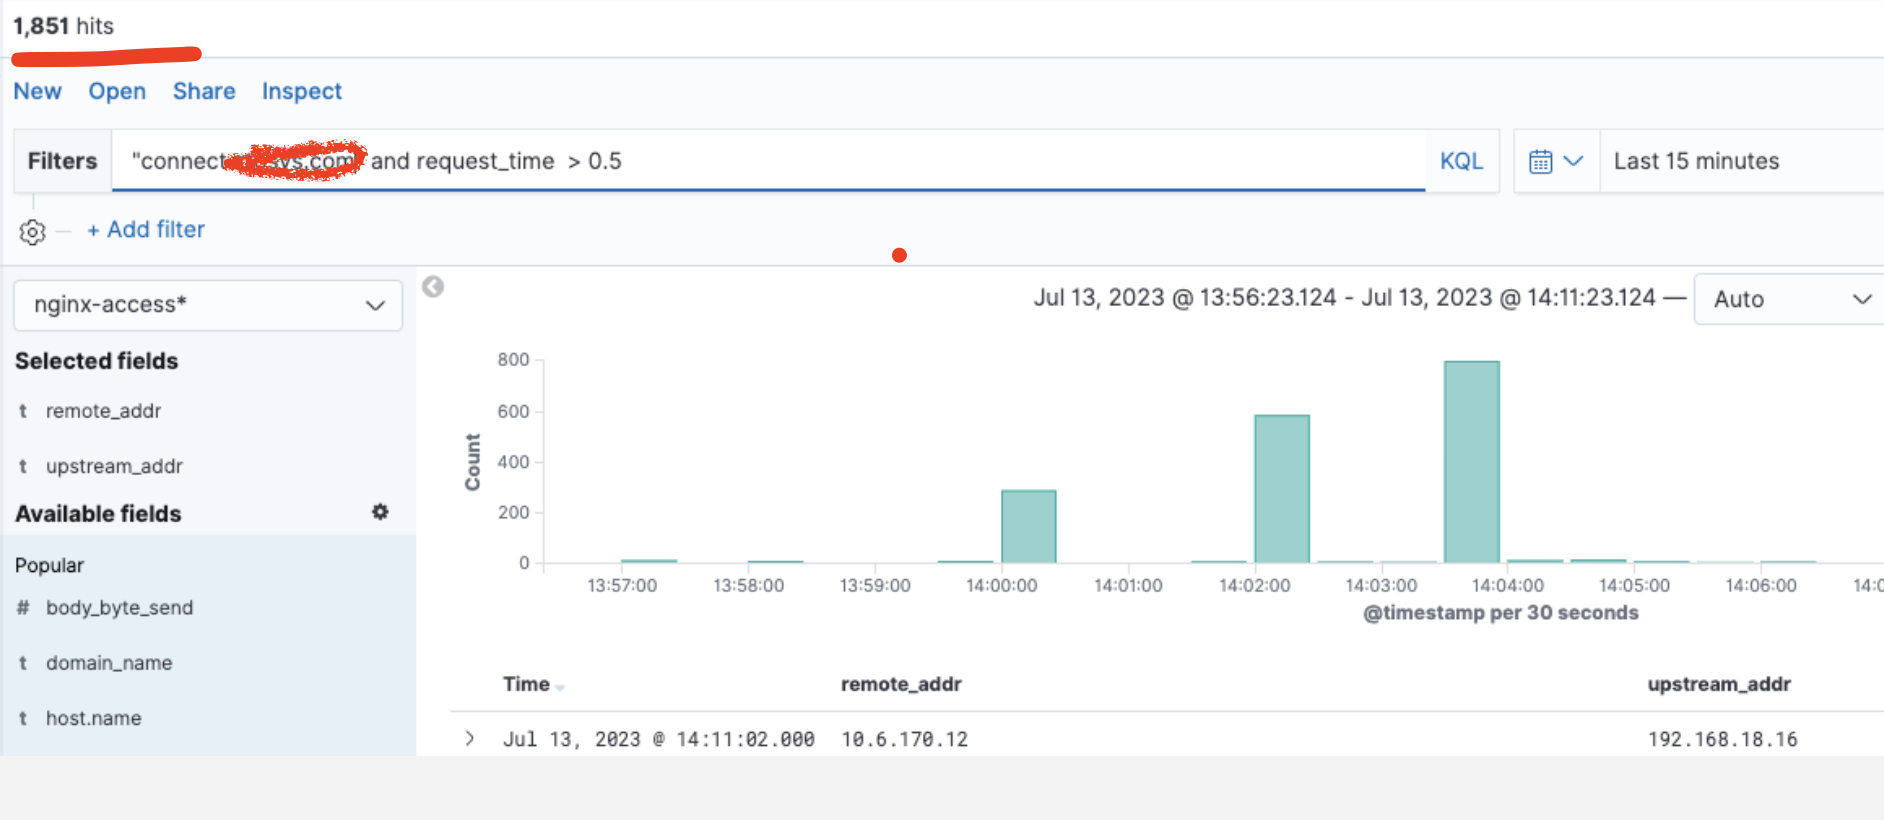 1,851 hits
New Open Share Inspect
Filters "connect and request_time > 0.5 KQL Last 15 minutes
+ Add filter
nginx-access*
Jul 13, 2023 @ 13:56:23.124 - Jul 13, 2023 @ 14:11:23.124 — Auto
Selected fields
t remote_addr
t upstream_addr
Available fields
Popular
# body_byte_send
t domain_name
t host.name
Count
800
600
400
200
0
13:57:00 13:58:00 13:59:00 14:00:00 14:01:00 14:02:00 14:03:00 14:04:00 14:05:00 14:06:00 14:0
@timestamp per 30 seconds
Time remote_addr upstream_addr
Jul 13, 2023 @ 14:11:02.000 10.6.170.12 192.168.18.16